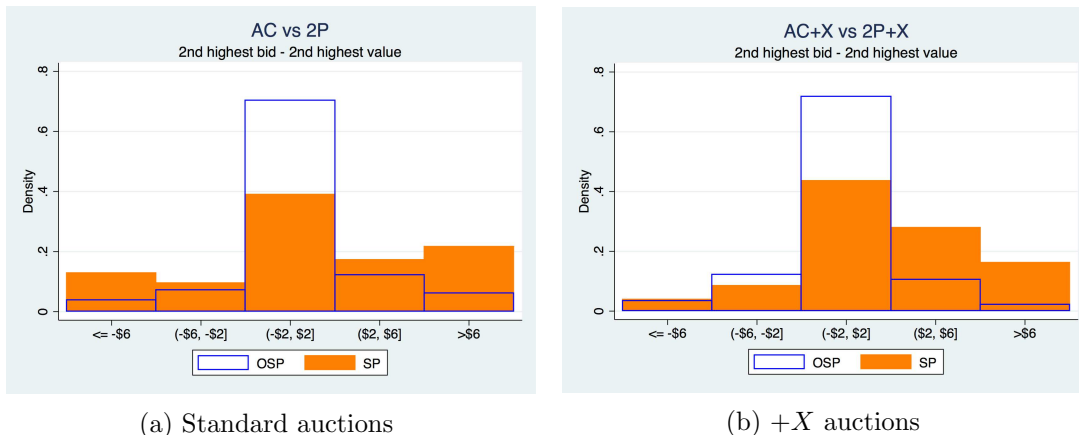 AC vs 2P
2nd highest bid - 2nd highest value
Density
.8
.6
.4
.2
0
<= -$6
(-$6, -$2]
(-$2, $2]
($2, $6]
>$6
OSP
SP
(a) Standard auctions
AC+X vs 2P+X
2nd highest bid - 2nd highest value
Density
.8
.6
.4
.2
0
<= -$6
(-$6, -$2]
(-$2, $2]
($2, $6]
>$6
OSP
SP
(b) +X auctions